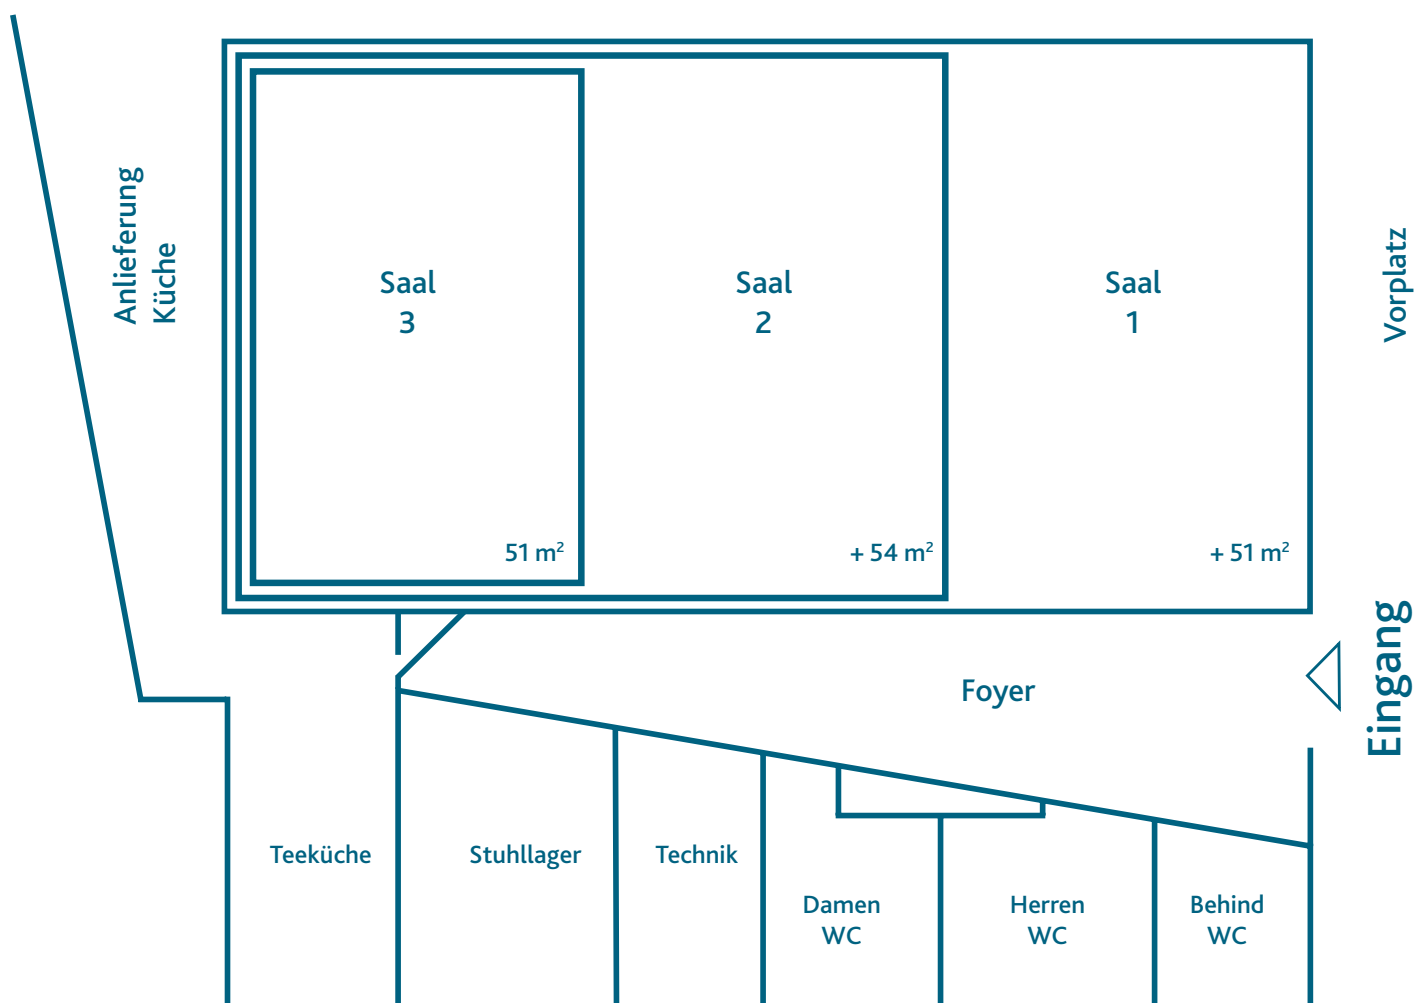 Anlieferung
Küche
Saal
3
51 m²
Saal
2
+ 54 m²
Saal
1
+ 51 m²
Vorplatz
Eingang
Foyer
Teeküche
Stuhllager
Technik
Damen
WC
Herren
WC
Behind
WC